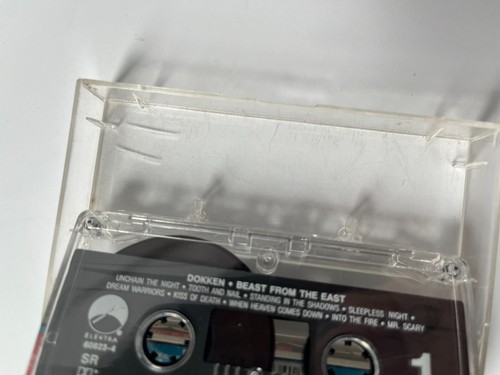 DOKKEN • BEAST FROM THE EAST
UNCHAIN THE NIGHT • TOOTH AND NAIL • STANDING IN THE SHADOWS • SLEEPLESS NIGHT •
DREAM WARRIORS • KISS OF DEATH • WHEN HEAVEN COMES DOWN • INTO THE FIRE • MR. SCARY
ELEKTRA
60823-4
SR
1